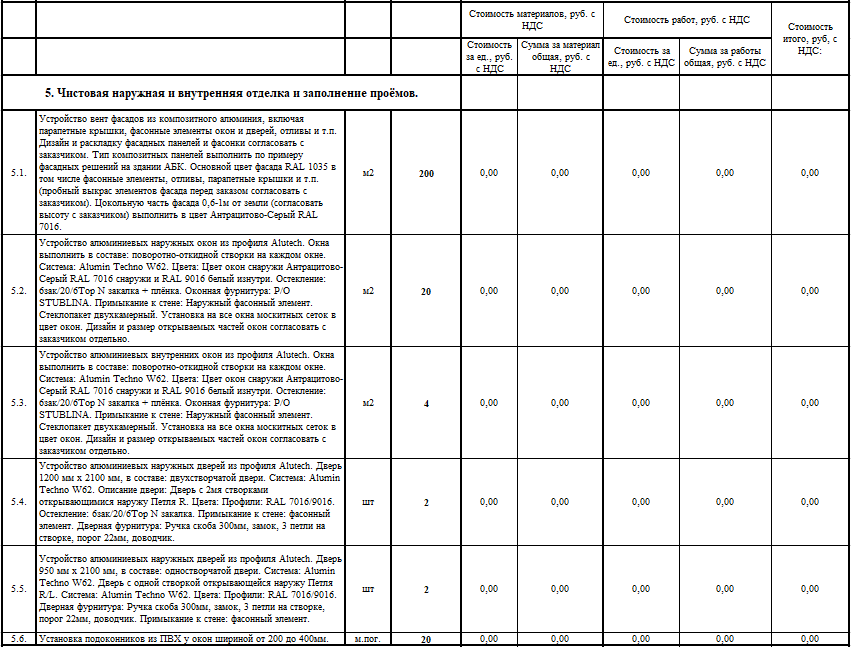 Стоимость материалов, руб. с НДС
Стоимость работ, руб. с НДС
Стоимость итого, руб, с НДС:
Стоимость за ед., руб. с НДС
Сумма за материал общая, руб. с НДС
Стоимость за ед., руб. с НДС
Сумма за работы общая, руб. с НДС
5. Чистовая наружная и внутренняя отделка и заполнение проёмов.
5.1.
Устройство вент фасадов из композитного алюминия, включая
парапетные крышки, фасонные элементы окон и дверей, отливы и т.п.
Дизайн и раскладку фасадных панелей и фасонки согласовать с
заказчиком. Тип композитных панелей выполнить по примеру
фасадных решений на здании АБК. Основной цвет фасада RAL 1035 в
том числе фасонные элементы, отливы, парапетные крышки и т.п.
(пробный выкрас элементов фасада перед заказом согласовать с
заказчиком). Цокольную часть фасада 0,6-1м от земли (согласовать
высоту с заказчиком) выполнить в цвет Антрацитово-Серый RAL
7016.
м2 200 0,00 0,00 0,00 0,00 0,00
5.2.
Устройство алюминиевых наружных окон из профиля Alutech. Окна
выполнить в составе: поворотно-откидной створки на каждом окне.
Система: Alumin Techno W62. Цвета: Цвет окон снаружи Антрацитово-
Серый RAL 7016 снаружи и RAL 9016 белый изнутри. Остекление:
6зак/20/6Top N закалка + плёнка. Оконная фурнитура: P/O
STUBLINA. Примыкание к стене: Наружный фасонный элемент.
Стеклопакет двухкамерный. Установка на все окна москитных сеток в
цвет окон. Дизайн и размер открываемых частей окон согласовать с
заказчиком отдельно.
м2 20 0,00 0,00 0,00 0,00 0,00
5.3.
Устройство алюминиевых внутренних окон из профиля Alutech. Окна
выполнить в составе: поворотно-откидной створки на каждом окне.
Система: Alumin Techno W62. Цвета: Цвет окон снаружи Антрацитово-
Серый RAL 7016 снаружи и RAL 9016 белый изнутри. Остекление:
6зак/20/6Top N закалка + плёнка. Оконная фурнитура: P/O
STUBLINA. Примыкание к стене: Наружный фасонный элемент.
Стеклопакет двухкамерный. Установка на все окна москитных сеток в
цвет окон. Дизайн и размер открываемых частей окон согласовать с
заказчиком отдельно.
м2 4 0,00 0,00 0,00 0,00 0,00
5.4.
Устройство алюминиевых наружных дверей из профиля Alutech. Дверь
1200 мм х 2100 мм, в составе: двухстворчатой двери. Система: Alumin
Techno W62. Описание двери: Дверь с 2мя створками
открывающимися наружу Петля R. Цвета: Профили: RAL 7016/9016.
Остекление: 6зак/20/6Top N закалка. Примыкание к стене: фасонный
элемент. Дверная фурнитура: Ручка скоба 300мм, замок, 3 петли на
створке, порог 22мм, доводчик.
шт 2 0,00 0,00 0,00 0,00 0,00
5.5.
Устройство алюминиевых наружных дверей из профиля Alutech. Дверь
950 мм х 2100 мм, в составе: одностворчатой двери. Система: Alumin
Techno W62. Дверь с одной створкой открывающейся наружу Петля
R/L. Система: Alumin Techno W62. Цвета: Профили: RAL 7016/9016.
Дверная фурнитура: Ручка скоба 300мм, замок, 3 петли на створке,
порог 22мм, доводчик. Примыкание к стене: фасонный элемент.
шт 2 0,00 0,00 0,00 0,00 0,00
5.6. Установка подоконников из ПВХ у окон шириной от 200 до 400мм. м.пог. 20 0,00 0,00 0,00 0,00 0,00